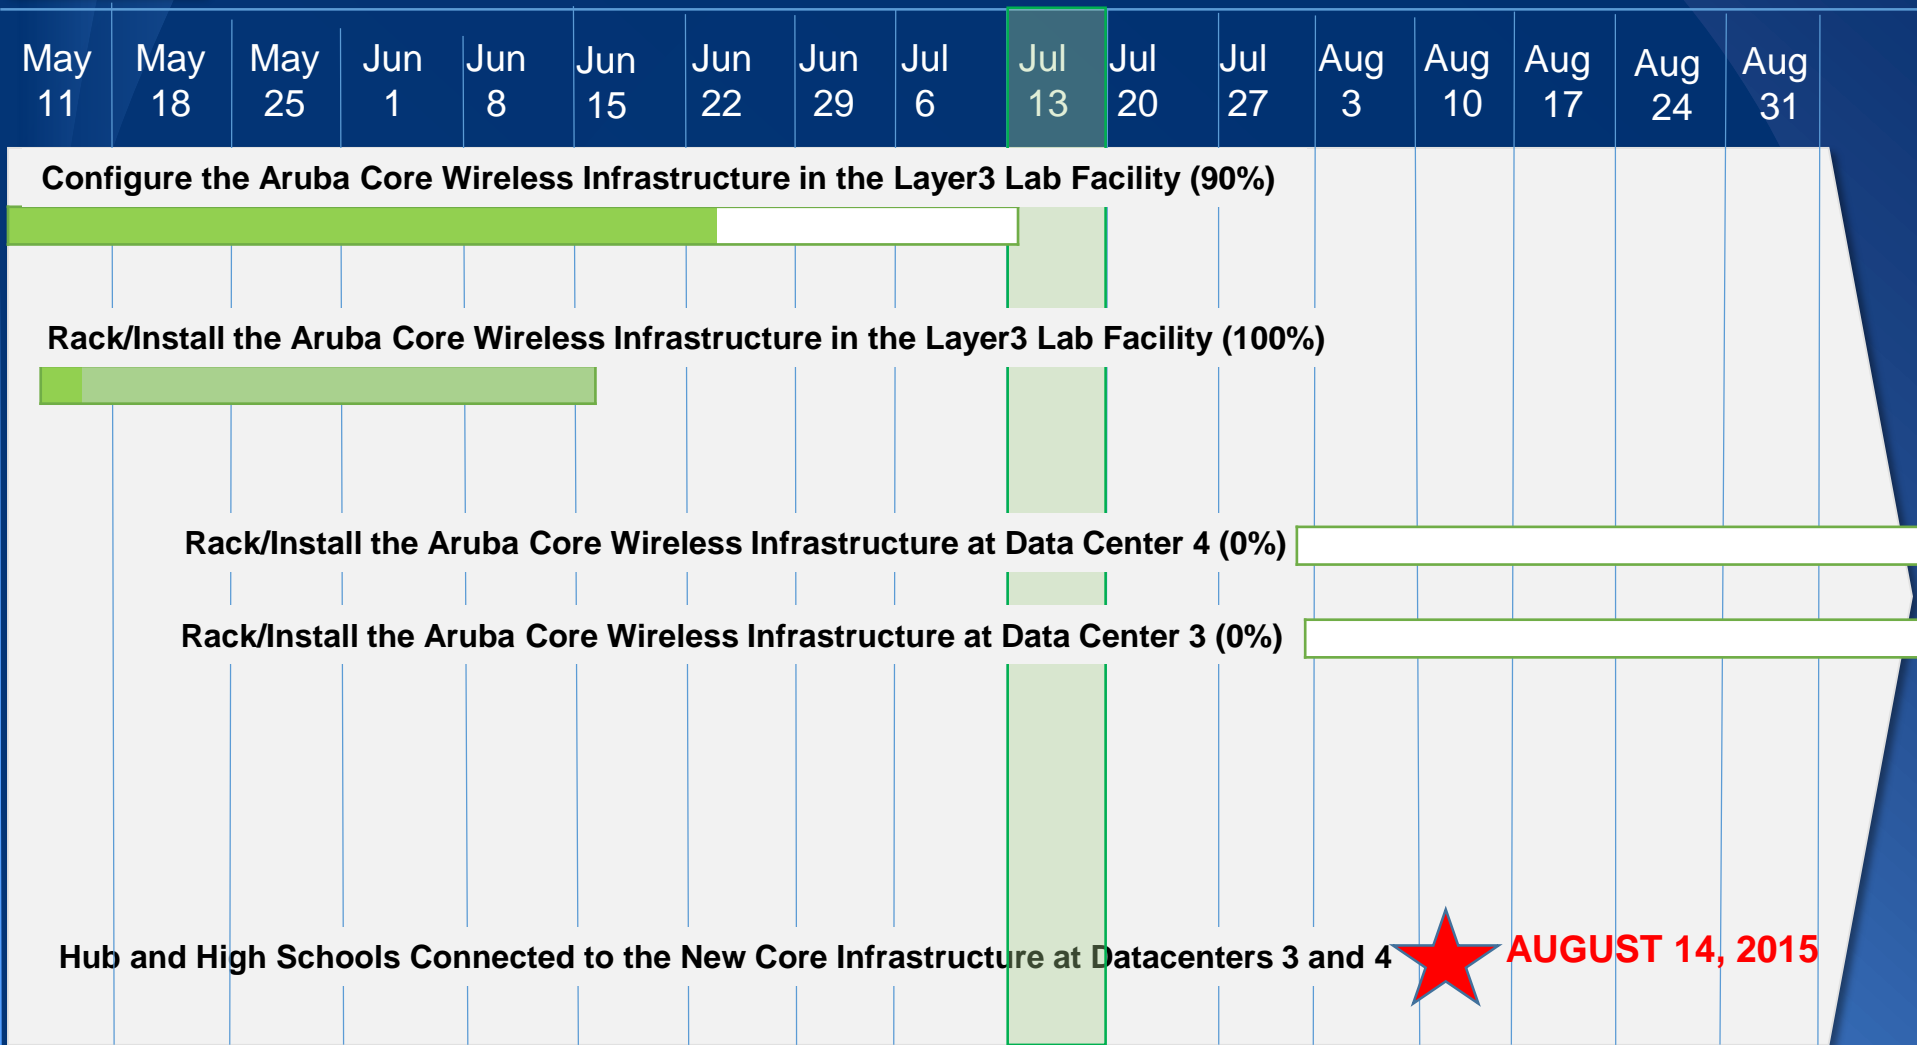 May May May Jun Jun Jun Jun Jun Jul Jul Jul Jul Aug Aug Aug Aug Aug
11 18 25 1 8 15 22 29 6 13 20 27 3 10 17 24 31
Configure the Aruba Core Wireless Infrastructure in the Layer3 Lab Facility (90%)
Rack/Install the Aruba Core Wireless Infrastructure in the Layer3 Lab Facility (100%)
Rack/Install the Aruba Core Wireless Infrastructure at Data Center 4 (0%)
Rack/Install the Aruba Core Wireless Infrastructure at Data Center 3 (0%)
Hub and High Schools Connected to the New Core Infrastructure at Datacenters 3 and 4 AUGUST 14, 2015